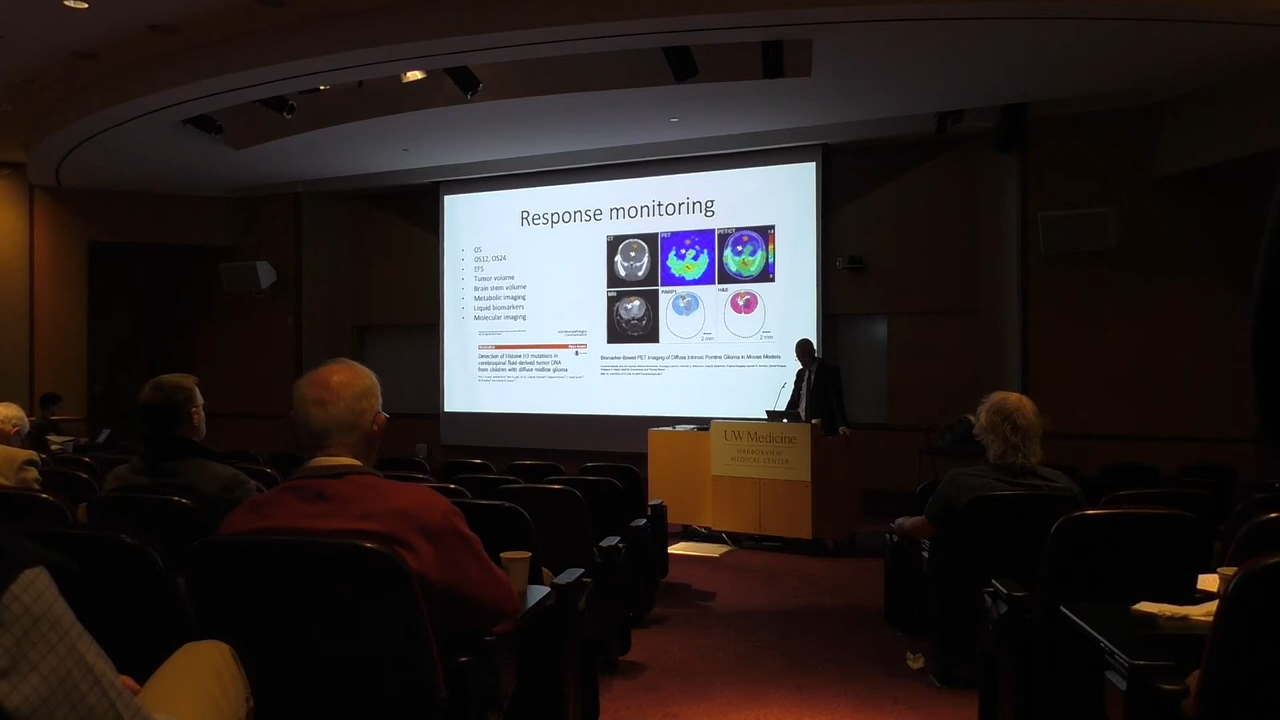 Response monitoring
• OS
• OS12, OS24
• EFS
• Tumor volume
• Brain stem volume
• Metabolic imaging
• Liquid biomarkers
• Molecular imaging
CT
PET
PET/CT
MRI
PARP1
H&E
2 mm
2 mm
Detection of Histone H3 mutations in
cerebrospinal fluid-derived tumor DNA
from children with diffuse midline glioma
Biomarker-Based PET Imaging of Diffuse Intrinsic Pontine Glioma in Mouse Models
UW Medicine
HARBORVIEW
MEDICAL CENTER